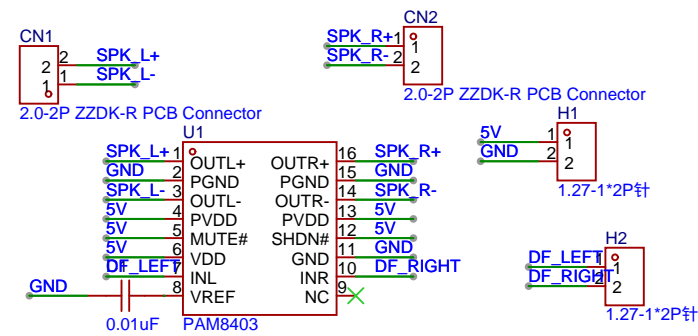 CN1
2 SPK_L+
2
1 SPK_L-
1
2.0-2P ZZDK-R PCB Connector
CN2
SPK_R+ 1
1
SPK_R- 2
2
2.0-2P ZZDK-R PCB Connector
H1
5V 1 1
GND 2 2
1.27-1*2P针
U1
SPK_L+ 1 OUTL+ OUTR+ 16 SPK_R+
GND 2 PGND PGND 15 GND
SPK_L- 3 OUTL- OUTR- 14 SPK_R-
5V 4 PVDD PVDD 13 5V
5V 5 MUTE# SHDN# 12 5V
5V 6 VDD GND 11 GND
DF_LEFT 7 INL INR 10 DF_RIGHT
GND 8 VREF NC 9
0.01uF
PAM8403
H2
DF_LEFT 1 1
DF_RIGHT 2 2
1.27-1*2P针